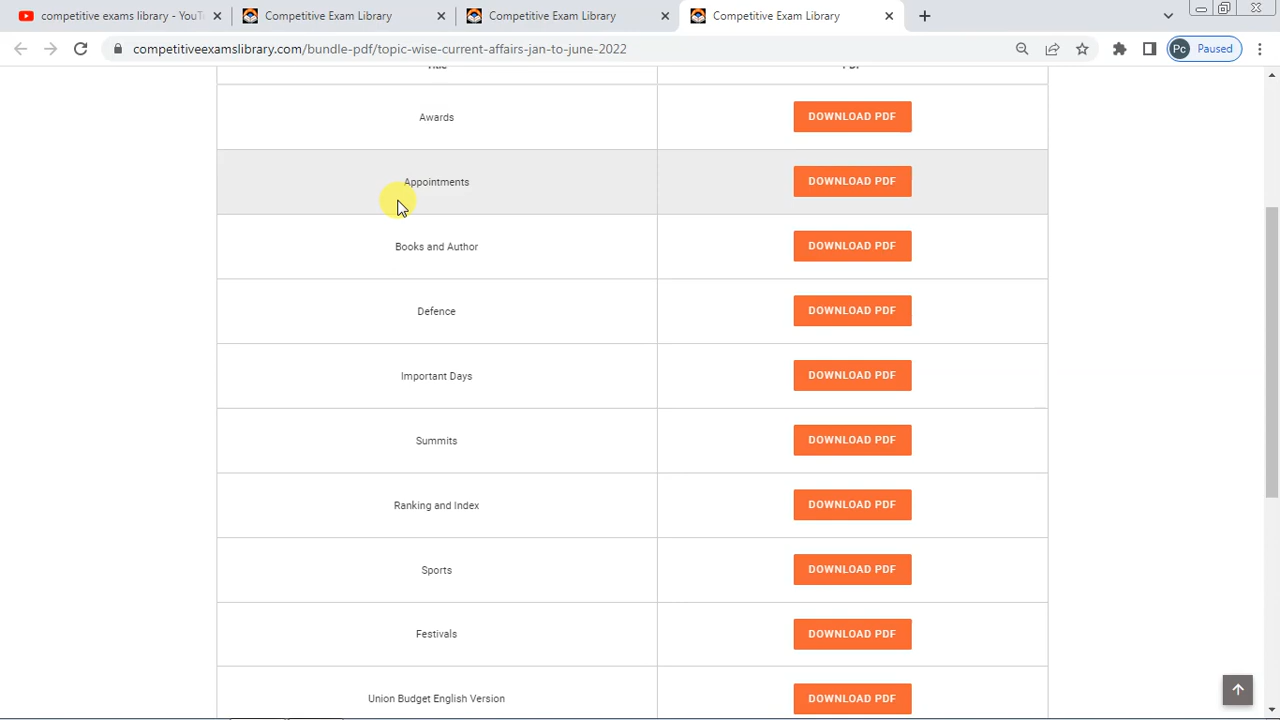 competitive exams library - YouT
Competitive Exam Library
Competitive Exam Library
Competitive Exam Library
competitiveexamslibrary.com/bundle-pdf/topic-wise-current-affairs-jan-to-june-2022
Pc Paused
Title PDF
Awards DOWNLOAD PDF
Appointments DOWNLOAD PDF
Books and Author DOWNLOAD PDF
Defence DOWNLOAD PDF
Important Days DOWNLOAD PDF
Summits DOWNLOAD PDF
Ranking and Index DOWNLOAD PDF
Sports DOWNLOAD PDF
Festivals DOWNLOAD PDF
Union Budget English Version DOWNLOAD PDF